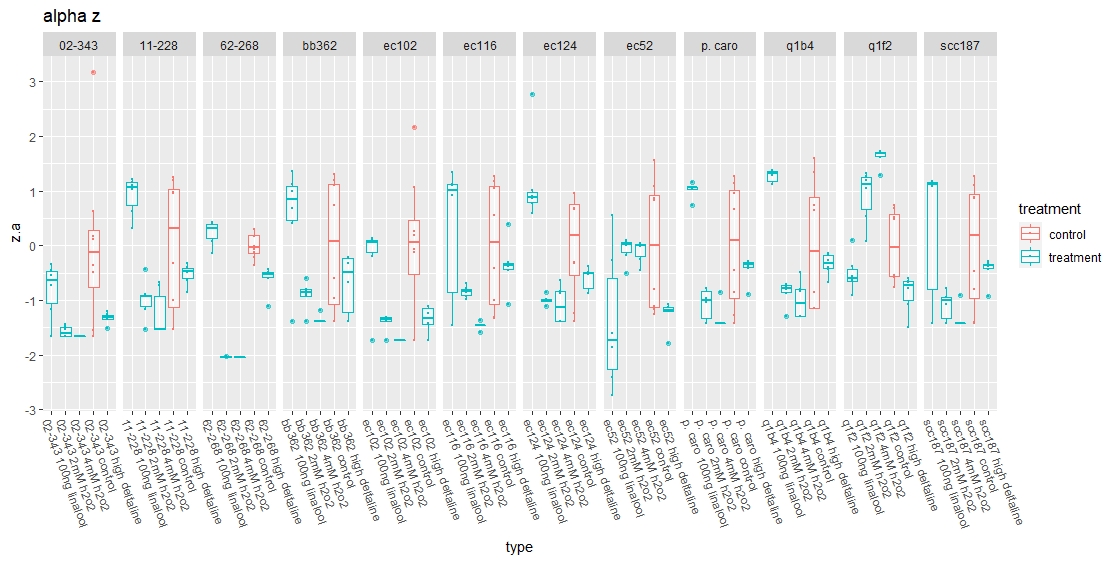 alpha z
02-343 11-228 62-268 bb362 ec102 ec116 ec124 ec52 p. caro q1b4 q1f2 scc187
3
2
1
0
-1
-2
-3
z.a
02-343 100ng linalool
02-343 2mM h2o2
02-343 4mM h2o2
02-343 control
02-343 high deltaline
11-228 100ng linalool
11-228 2mM h2o2
11-228 4mM h2o2
11-228 control
11-228 high deltaline
62-268 100ng linalool
62-268 2mM h2o2
62-268 4mM h2o2
62-268 control
62-268 high deltaline
bb362 100ng linalool
bb362 2mM h2o2
bb362 4mM h2o2
bb362 control
bb362 high deltaline
ec102 100ng linalool
ec102 2mM h2o2
ec102 4mM h2o2
ec102 control
ec102 high deltaline
ec116 100ng linalool
ec116 2mM h2o2
ec116 4mM h2o2
ec116 control
ec116 high deltaline
ec124 100ng linalool
ec124 2mM h2o2
ec124 4mM h2o2
ec124 control
ec124 high deltaline
ec52 100ng linalool
ec52 2mM h2o2
ec52 4mM h2o2
ec52 control
ec52 high deltaline
p. caro 100ng linalool
p. caro 2mM h2o2
p. caro 4mM h2o2
p. caro control
p. caro high deltaline
q1b4 100ng linalool
q1b4 2mM h2o2
q1b4 4mM h2o2
q1b4 control
q1b4 high deltaline
q1f2 100ng linalool
q1f2 2mM h2o2
q1f2 4mM h2o2
q1f2 control
q1f2 high deltaline
scc187 100ng linalool
scc187 2mM h2o2
scc187 4mM h2o2
scc187 control
scc187 high deltaline
type
treatment
control
treatment